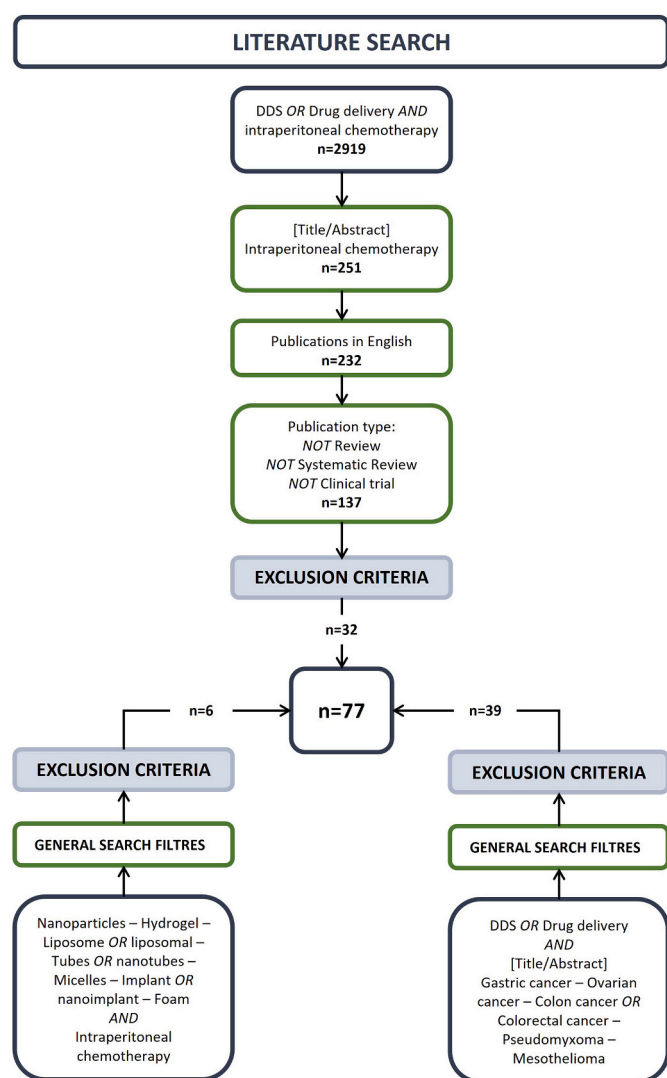 LITERATURE SEARCH
DDS OR Drug delivery AND
intraperitoneal chemotherapy
n=2919
[Title/Abstract]
Intraperitoneal chemotherapy
n=251
Publications in English
n=232
Publication type:
NOT Review
NOT Systematic Review
NOT Clinical trial
n=137
EXCLUSION CRITERIA
n=32
n=6
n=77
n=39
EXCLUSION CRITERIA
GENERAL SEARCH FILTRES
Nanoparticles – Hydrogel –
Liposome OR liposomal –
Tubes OR nanotubes –
Micelles – Implant OR
nanoimplant – Foam
AND
Intraperitoneal
chemotherapy
EXCLUSION CRITERIA
GENERAL SEARCH FILTRES
DDS OR Drug delivery
AND
[Title/Abstract]
Gastric cancer – Ovarian
cancer – Colon cancer OR
Colorectal cancer –
Pseudomyxoma –
Mesothelioma